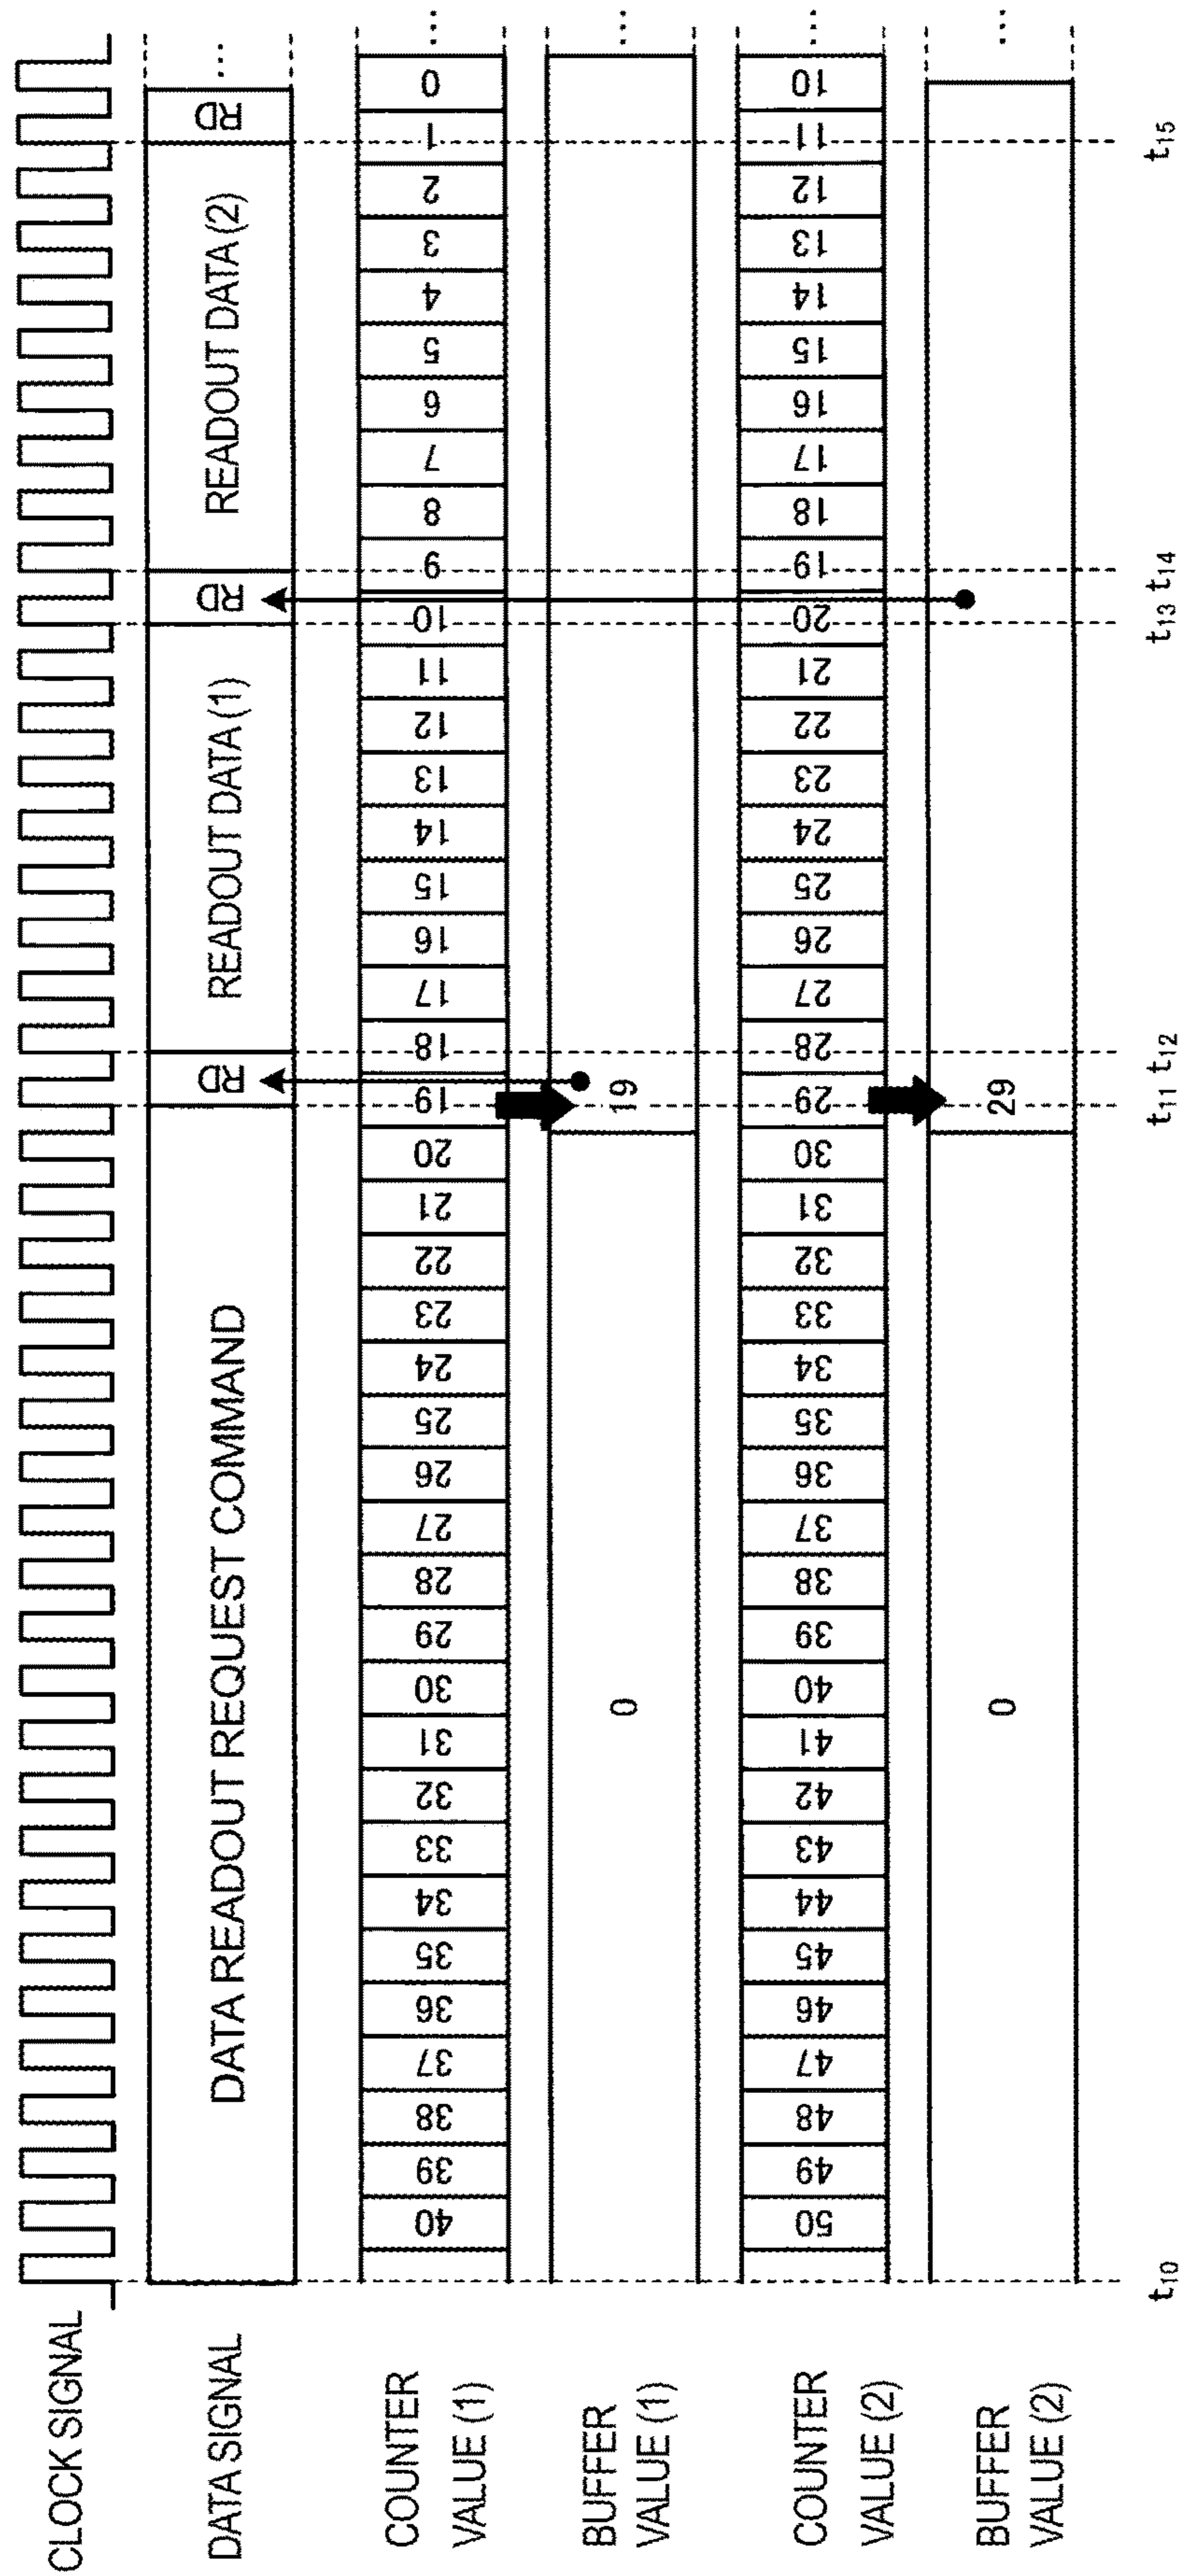 CLOCK SIGNAL
DATA SIGNAL
DATA READOUT REQUEST COMMAND
RD
READOUT DATA (1)
RD
READOUT DATA (2)
RD
...
COUNTER
VALUE (1)
40 39 38 37 36 35 34 33 32 31 30 29 28 27 26 25 24 23 22 21 20 19 18 17 16 15 14 13 12 11 10 9 8 7 6 5 4 3 2 1 0 ...
BUFFER
VALUE (1)
0 19 ...
COUNTER
VALUE (2)
50 49 48 47 46 45 44 43 42 41 40 39 38 37 36 35 34 33 32 31 30 29 28 27 26 25 24 23 22 21 20 19 18 17 16 15 14 13 12 11 10 ...
BUFFER
VALUE (2)
0 29 ...
t10 t11 t12 t13 t14 t15